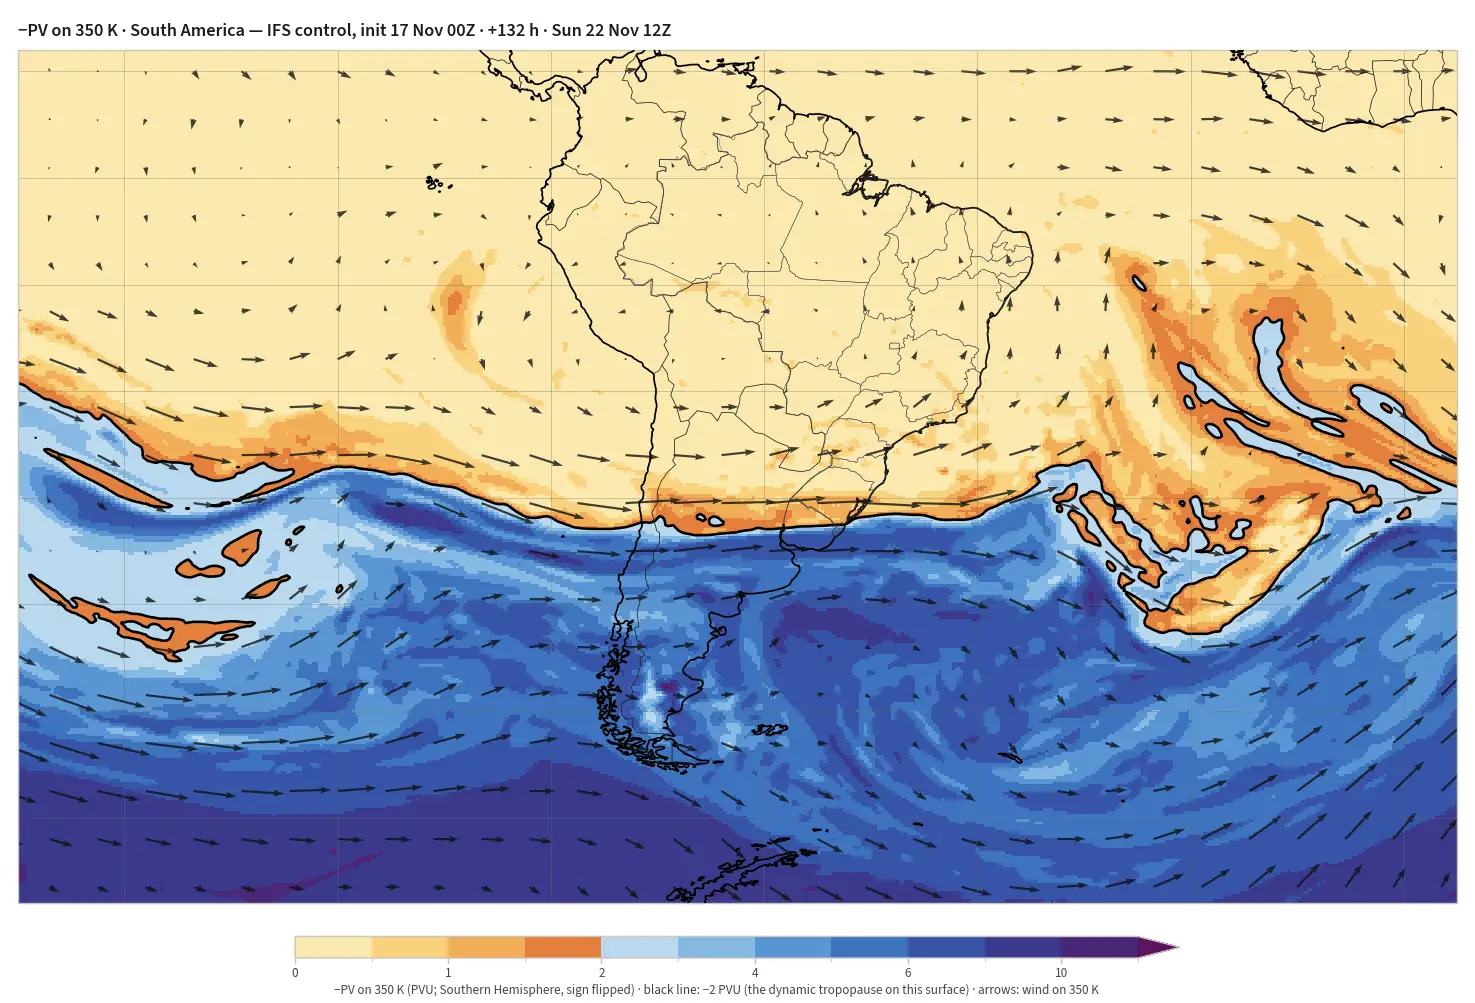 −PV on 350 K · South America — IFS control, init 17 Nov 00Z · +132 h · Sun 22 Nov 12Z
0 1 2 4 6 10
−PV on 350 K (PVU; Southern Hemisphere, sign flipped) · black line: −2 PVU (the dynamic tropopause on this surface) · arrows: wind on 350 K